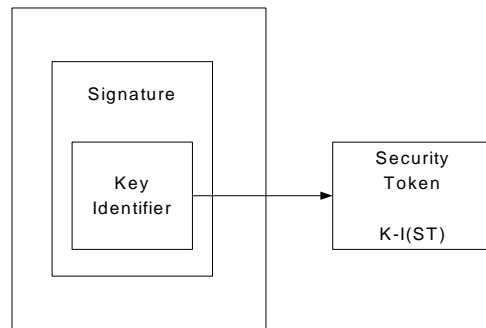 Signature
Key
Identifier
Security
Token
K-I(ST)